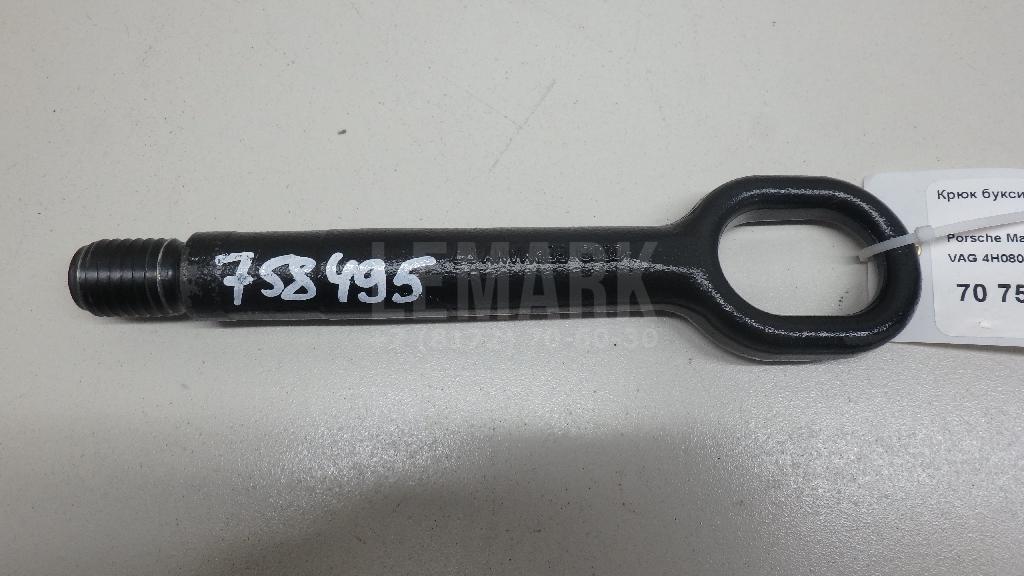 758495
LEMARK
Крюк букси
Porsche Ma
VAG 4H080
70 75